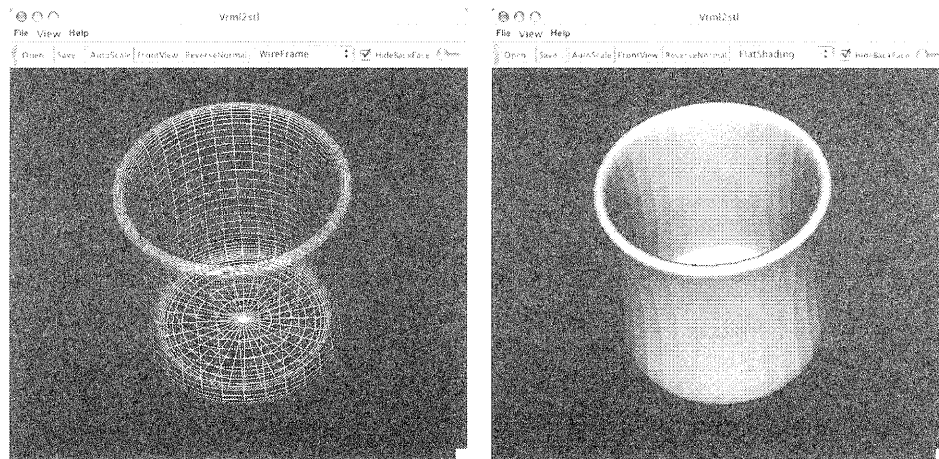 Vrml2stl
File View Help
Open Save AutoScale FrontView ReverseNormal WireFrame HideBackFace
Vrml2stl
File View Help
Open Save AutoScale FrontView ReverseNormal FlatShading HideBackFace